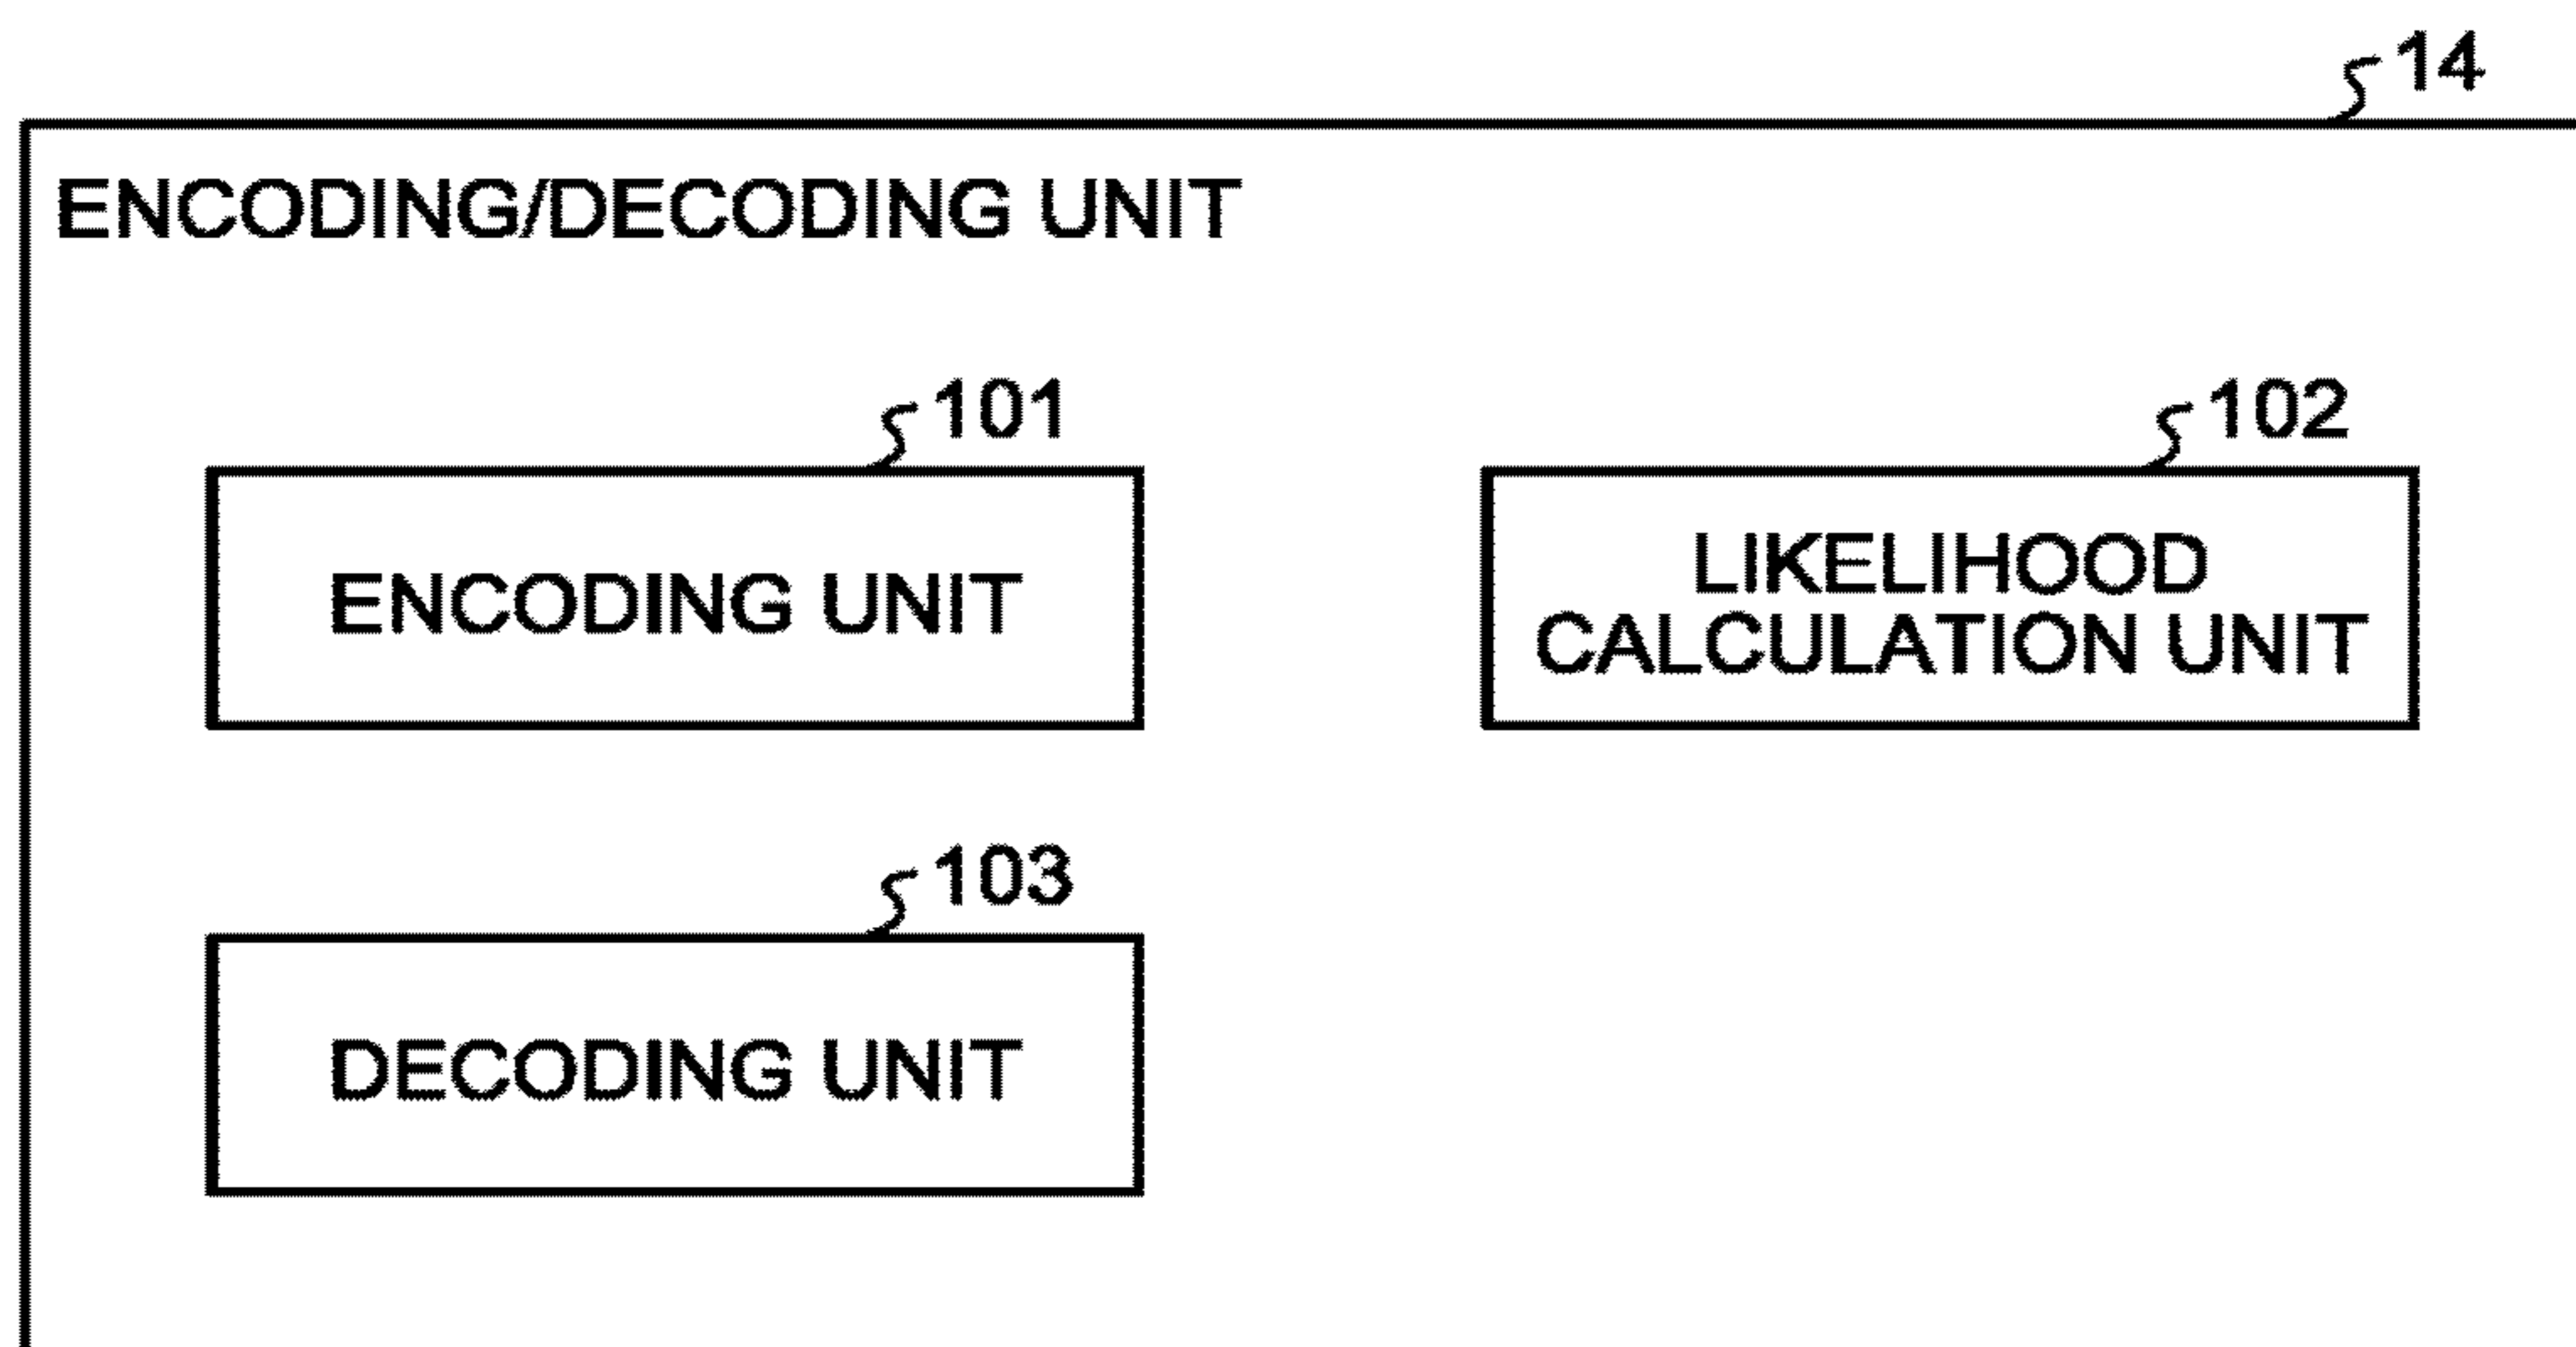 14
ENCODING/DECODING UNIT
101
102
ENCODING UNIT
LIKELIHOOD
CALCULATION UNIT
103
DECODING UNIT